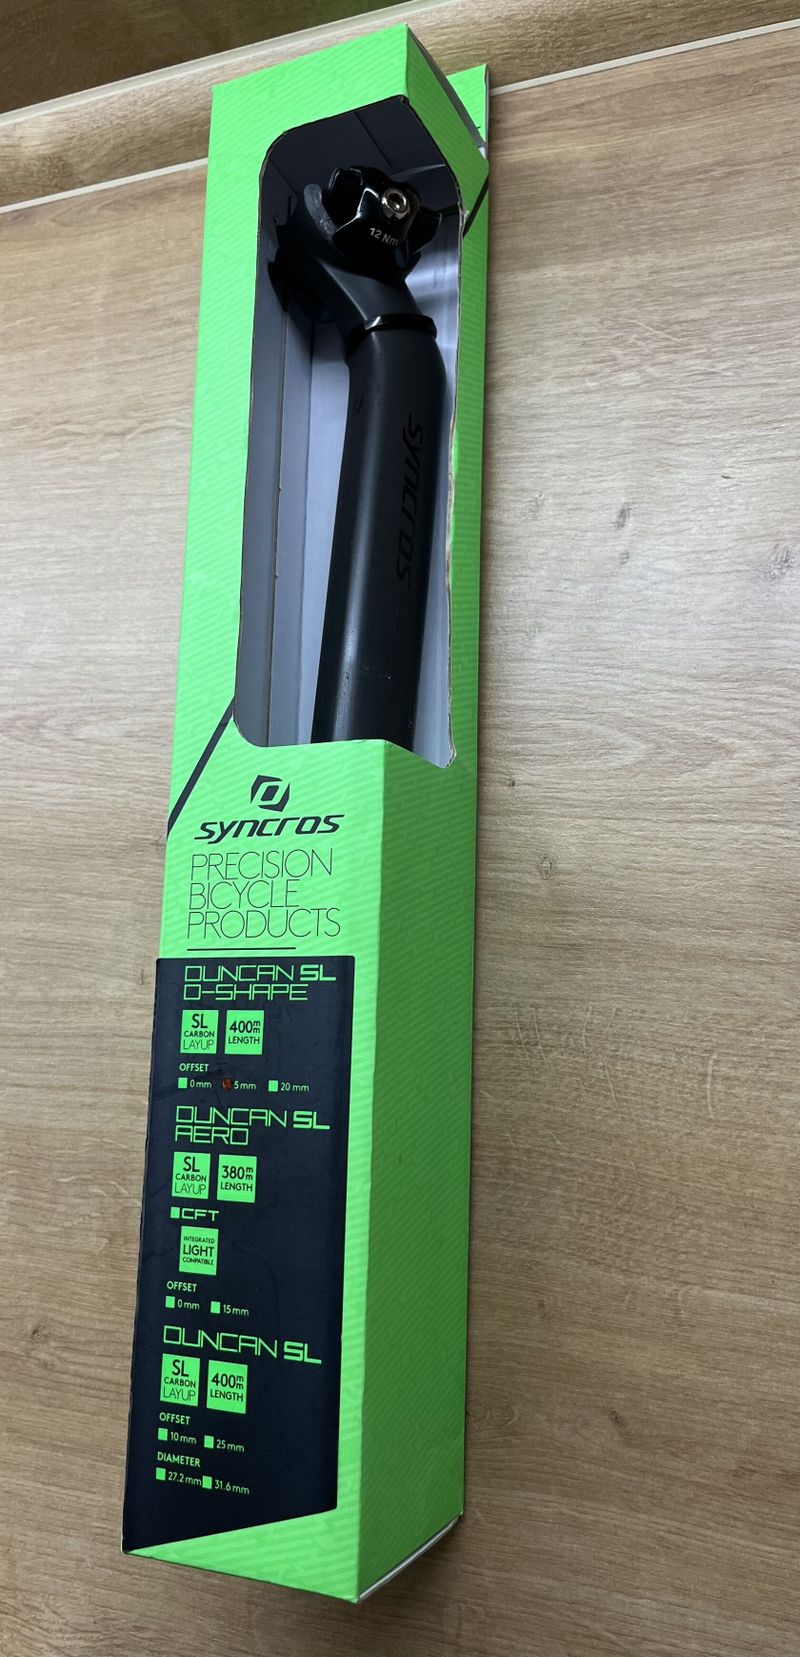 12 Nm
syncros
syncros
PRECISION
BICYCLE
PRODUCTS
DUNCAN SL
D-SHAPE
SL
CARBON
LAYUP
400mm
LENGTH
OFFSET
0 mm 5 mm 20 mm
DUNCAN SL
AERO
SL
CARBON
LAYUP
380mm
LENGTH
CFT
INTEGRATED
LIGHT
COMPATIBLE
OFFSET
0 mm 15 mm
DUNCAN SL
SL
CARBON
LAYUP
400mm
LENGTH
OFFSET
10 mm 25 mm
DIAMETER
27.2 mm 31.6 mm